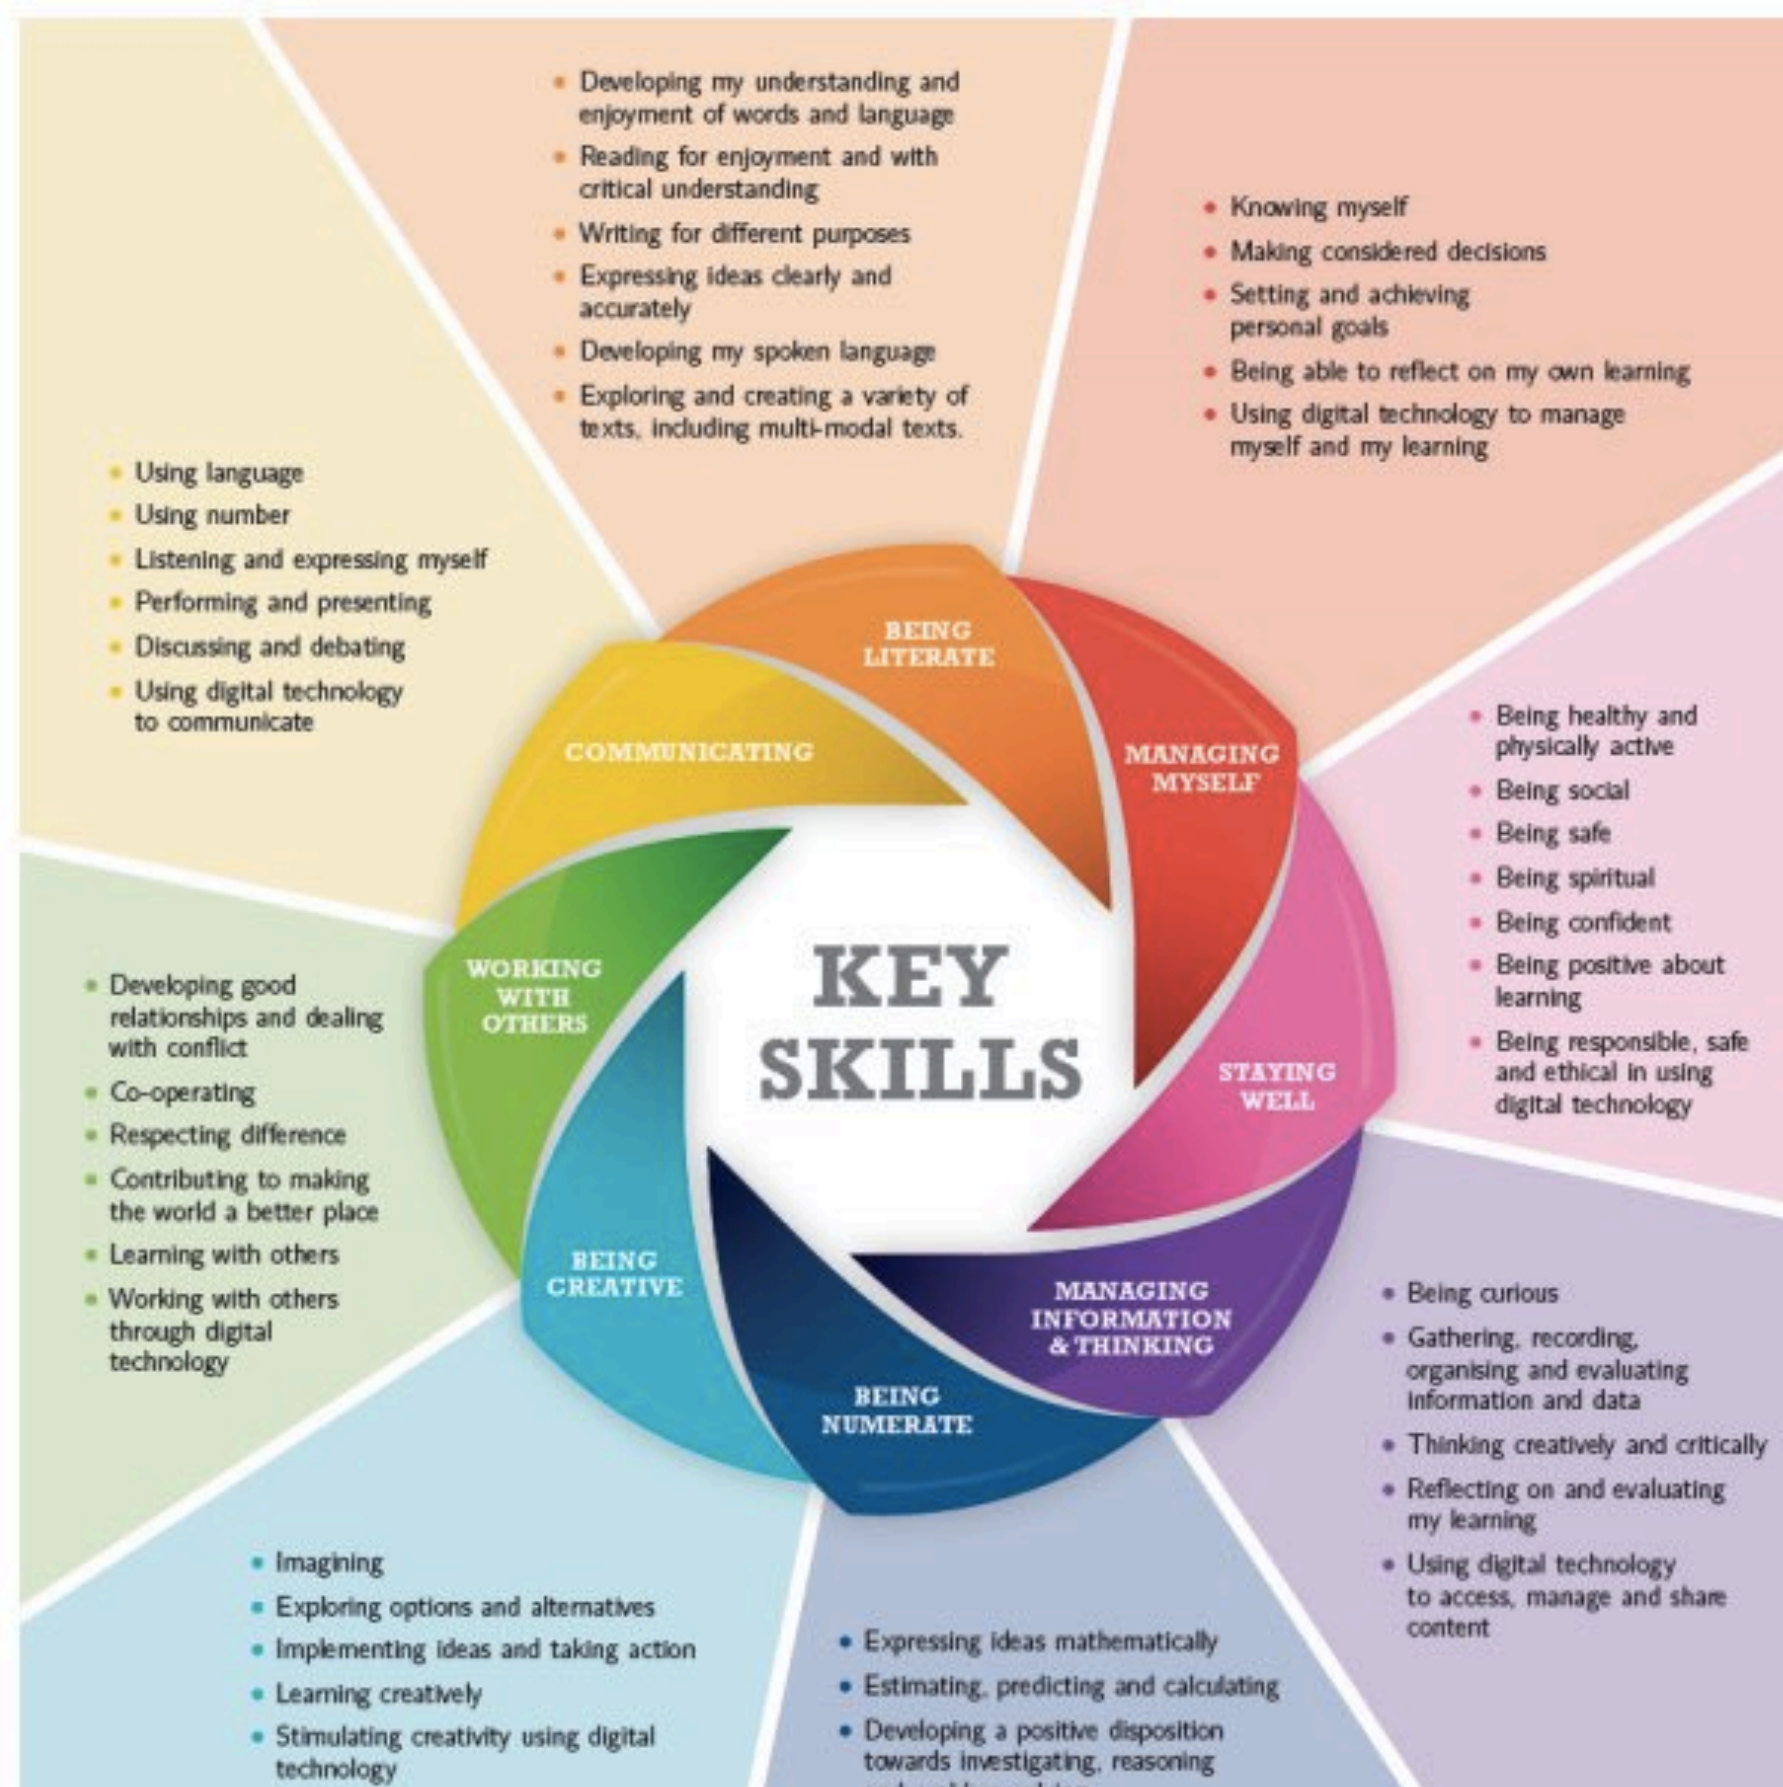 Developing my understanding and
enjoyment of words and language
Reading for enjoyment and with
critical understanding
Writing for different purposes
Expressing ideas clearly and
accurately
Developing my spoken language
Exploring and creating a variety of
texts, including multi-modal texts.
Knowing myself
Making considered decisions
Setting and achieving
personal goals
Being able to reflect on my own learning
Using digital technology to manage
myself and my learning
Using language
Using number
Listening and expressing myself
Performing and presenting
Discussing and debating
Using digital technology
to communicate
BEING
LITERATE
COMMUNICATING
MANAGING
MYSELF
Being healthy and
physically active
Being social
Being safe
Being spiritual
Being confident
Being positive about
learning
Being responsible, safe
and ethical in using
digital technology
WORKING
WITH
OTHERS
KEY
SKILLS
STAYING
WELL
Developing good
relationships and dealing
with conflict
Co-operating
Respecting difference
Contributing to making
the world a better place
Learning with others
Working with others
through digital
technology
BEING
CREATIVE
MANAGING
INFORMATION
& THINKING
BEING
NUMERATE
Being curious
Gathering, recording,
organising and evaluating
information and data
Thinking creatively and critically
Reflecting on and evaluating
my learning
Using digital technology
to access, manage and share
content
Imagining
Exploring options and alternatives
Implementing ideas and taking action
Learning creatively
Stimulating creativity using digital
technology
Expressing ideas mathematically
Estimating, predicting and calculating
Developing a positive disposition
towards investigating, reasoning